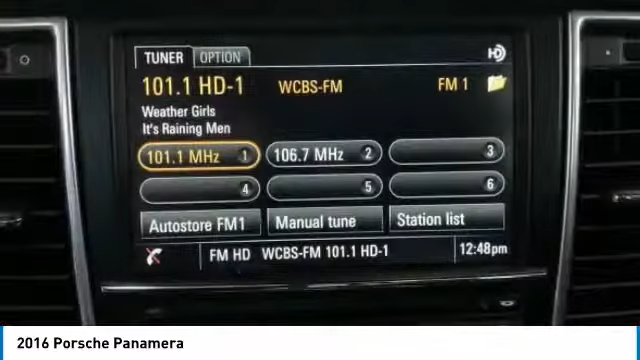 TUNER OPTION HD
101.1 HD-1 WCBS-FM FM 1
Weather Girls
It's Raining Men
101.1 MHz 1 106.7 MHz 2 3
4 5 6
Autostore FM1 Manual tune Station list
FM HD WCBS-FM 101.1 HD-1 12:48pm
2016 Porsche Panamera